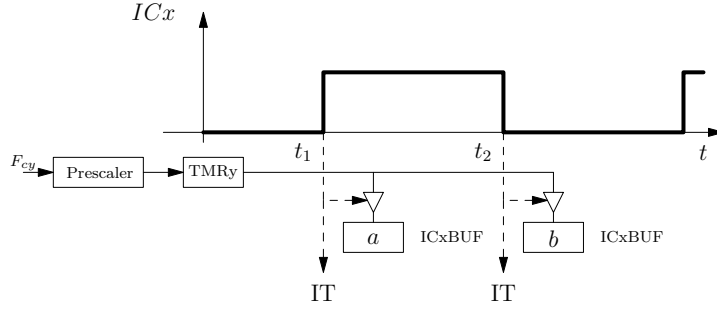 ICx
t1
t2
t
Fcy
Prescaler
TMRy
a
ICxBUF
b
ICxBUF
IT
IT